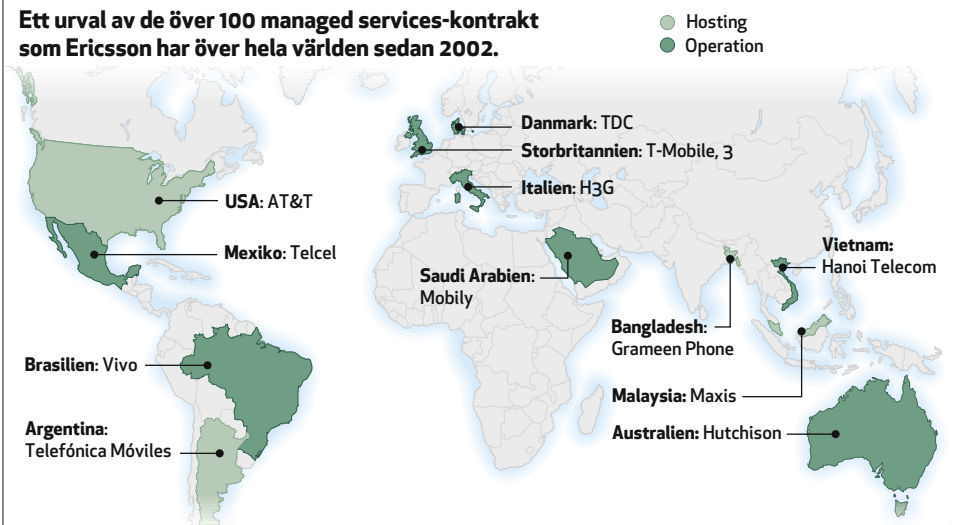 Ett urval av de över 100 managed services-kontrakt
som Ericsson har över hela världen sedan 2002.
Hosting
Operation
Danmark: TDC
Storbritannien: T-Mobile, 3
Italien: H3G
USA: AT&T
Mexiko: Telcel
Saudi Arabien:
Mobily
Vietnam:
Hanoi Telecom
Bangladesh:
Grameen Phone
Brasilien: Vivo
Malaysia: Maxis
Argentina:
Telefónica Móviles
Australien: Hutchison